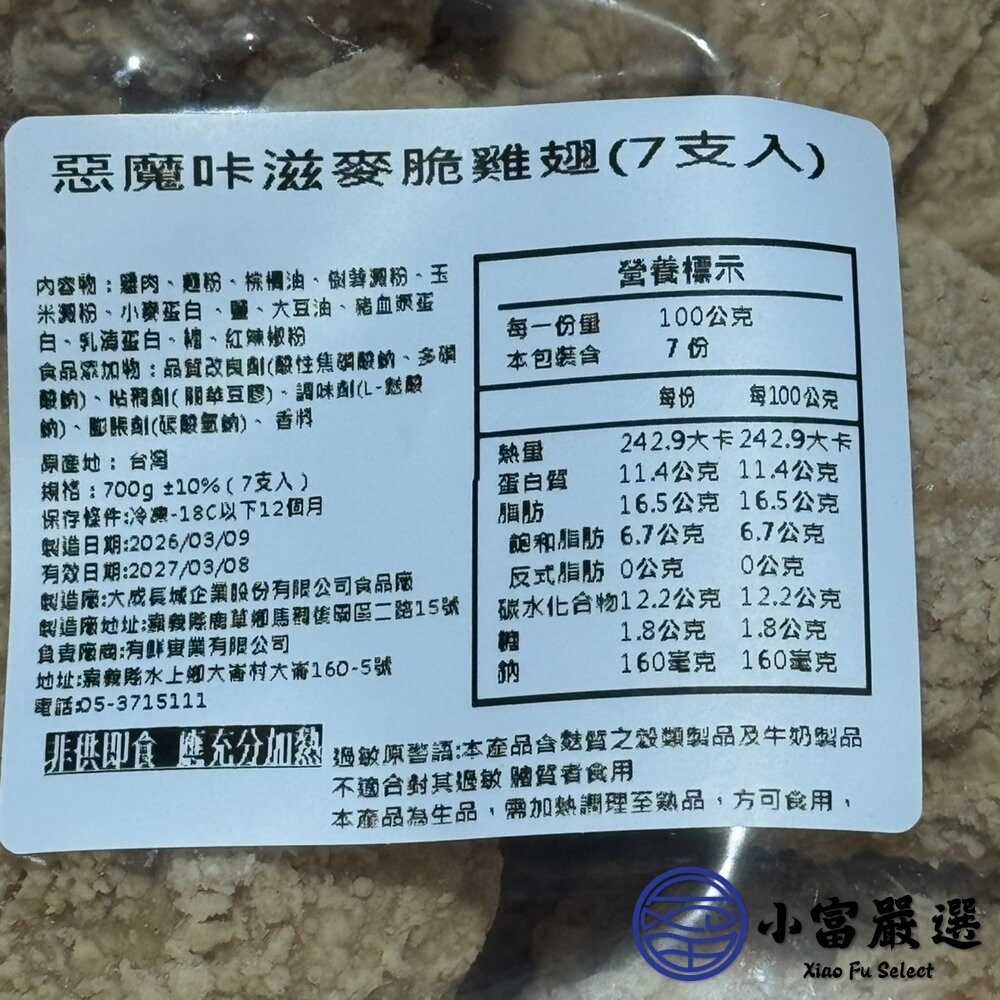 惡魔咔滋麥脆雞翅(7支入)
內容物：雞肉、麵粉、棕櫚油、樹薯澱粉、玉
米澱粉、小麥蛋白、鹽、大豆油、豬血漿蛋
白、乳清蛋白、糖、紅辣椒粉
食品添加物：品質改良劑(酸性焦磷酸鈉、多磷
酸鈉)、粘稠劑(關華豆膠)、調味劑(L-麩酸
鈉)、膨脹劑(碳酸氫鈉)、香料
原產地：台灣
規格：700g ±10%(7支入)
保存條件:冷凍-18C以下12個月
製造日期:2026/03/09
有效日期:2027/03/08
製造廠:大成長城企業股份有限公司食品廠
製造廠地址:嘉義縣鹿草鄉馬稠後園區二路15號
負責廠商:有鮮實業有限公司
地址:嘉義縣水上鄉大崙村大崙160-5號
電話:05-3715111
非供即食 應充分加熱
營養標示
每一份量 100公克
本包裝含 7份
每份 每100公克
熱量 242.9大卡 242.9大卡
蛋白質 11.4公克 11.4公克
脂肪 16.5公克 16.5公克
飽和脂肪 6.7公克 6.7公克
反式脂肪 0公克 0公克
碳水化合物 12.2公克 12.2公克
糖 1.8公克 1.8公克
鈉 160毫克 160毫克
過敏原警語:本產品含麩質之穀類製品及牛奶製品
不適合對其過敏 體質者食用
本產品為生品，需加熱調理至熟品，方可食用，
小富嚴選
Xiao Fu Select